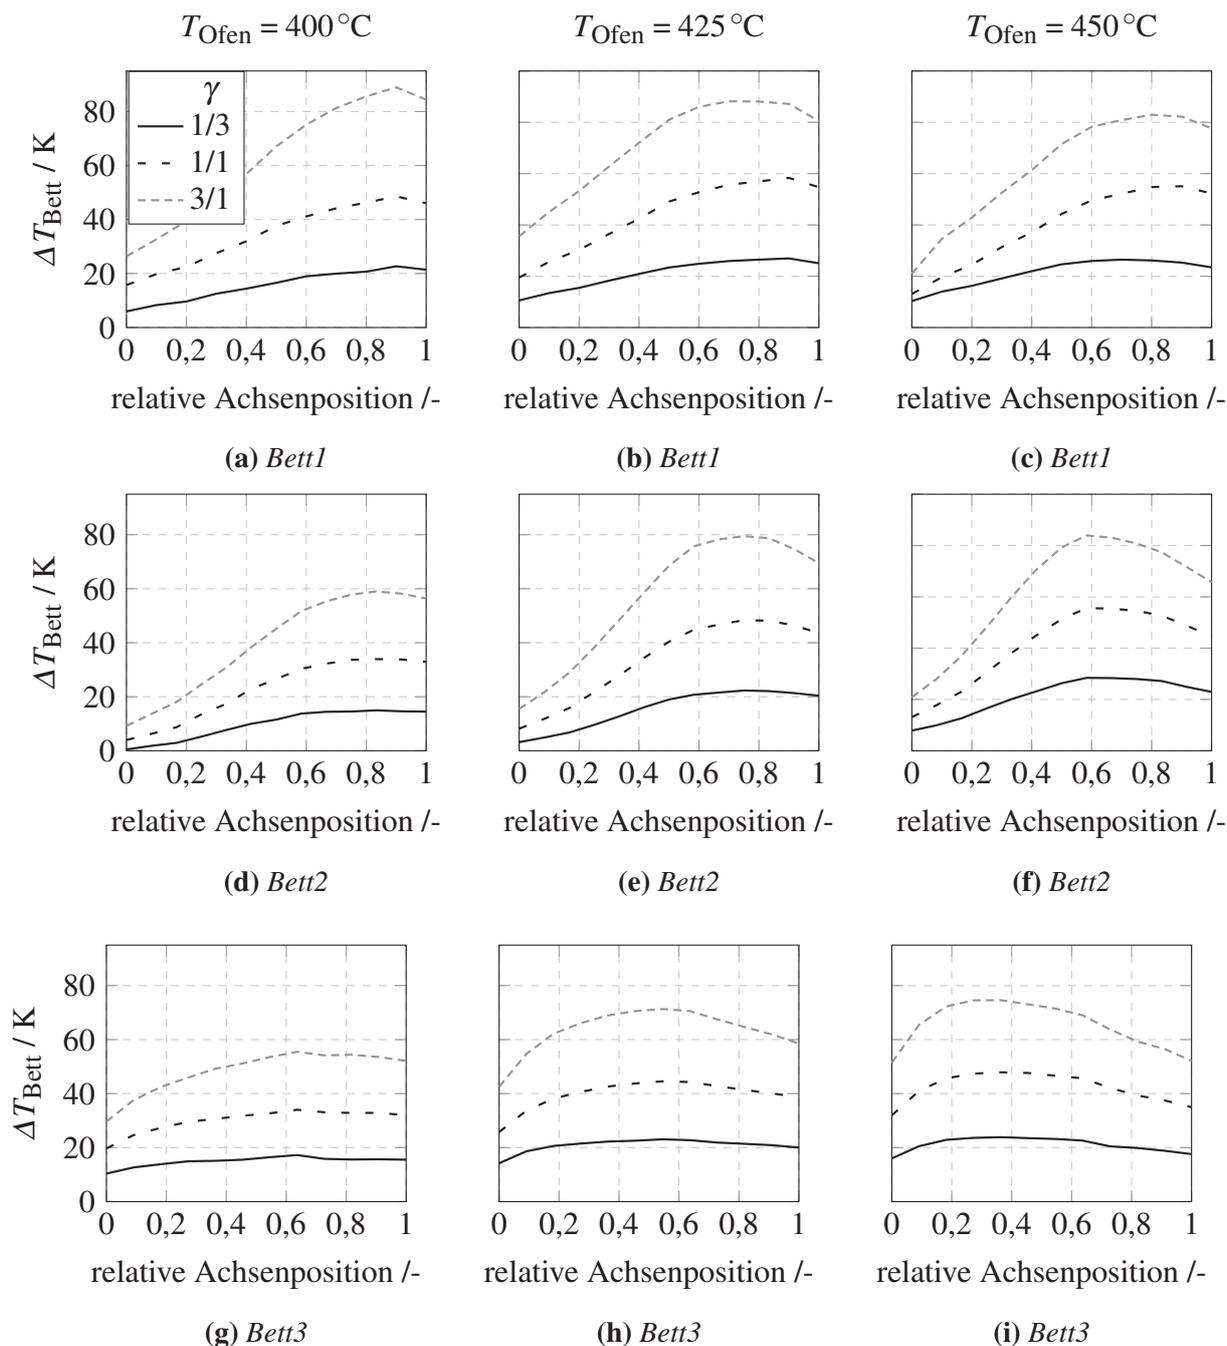 T_Ofen = 400 °C
T_Ofen = 425 °C
T_Ofen = 450 °C
γ
1/3
1/1
3/1
ΔT_Bett / K
80
60
40
20
0
0 0,2 0,4 0,6 0,8 1
0 0,2 0,4 0,6 0,8 1
0 0,2 0,4 0,6 0,8 1
relative Achsenposition /-
relative Achsenposition /-
relative Achsenposition /-
(a) Bett1
(b) Bett1
(c) Bett1
ΔT_Bett / K
80
60
40
20
0
0 0,2 0,4 0,6 0,8 1
0 0,2 0,4 0,6 0,8 1
0 0,2 0,4 0,6 0,8 1
relative Achsenposition /-
relative Achsenposition /-
relative Achsenposition /-
(d) Bett2
(e) Bett2
(f) Bett2
ΔT_Bett / K
80
60
40
20
0
0 0,2 0,4 0,6 0,8 1
0 0,2 0,4 0,6 0,8 1
0 0,2 0,4 0,6 0,8 1
relative Achsenposition /-
relative Achsenposition /-
relative Achsenposition /-
(g) Bett3
(h) Bett3
(i) Bett3